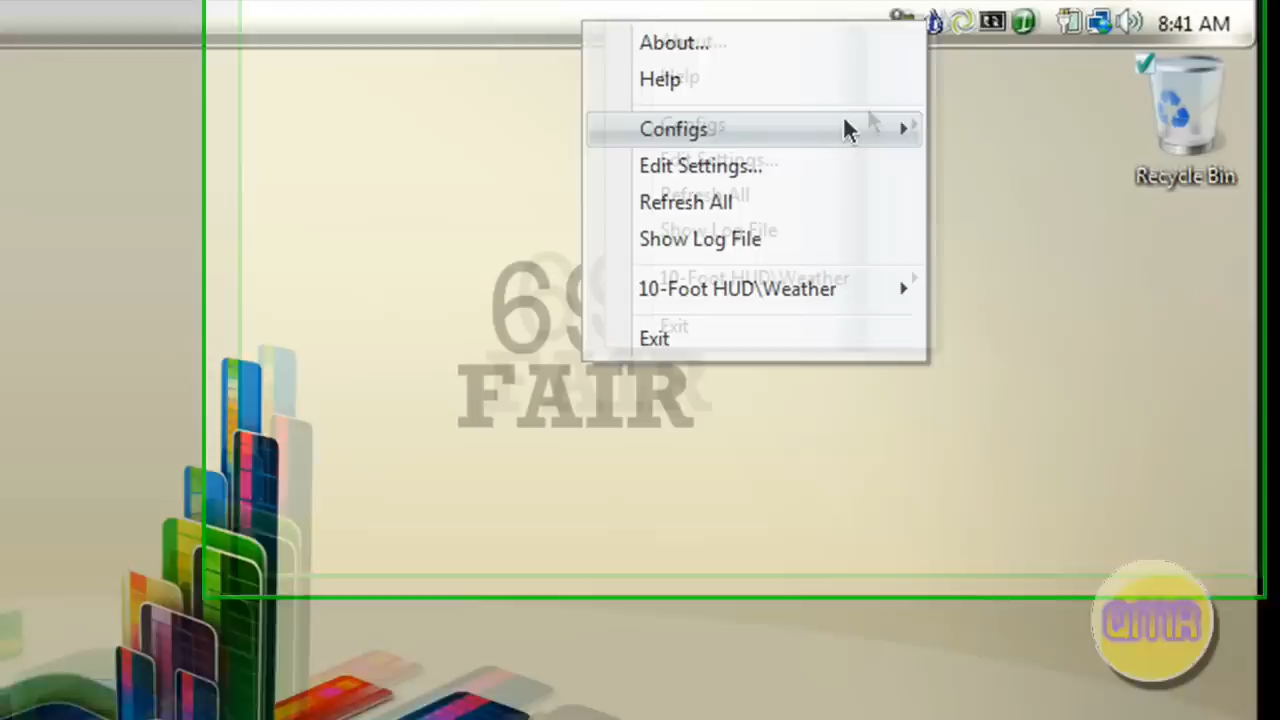 8:41 AM
About...
Help
Configs
Edit Settings...
Refresh All
Show Log File
10-Foot HUD\Weather
Exit
Recycle Bin
69
FAIR